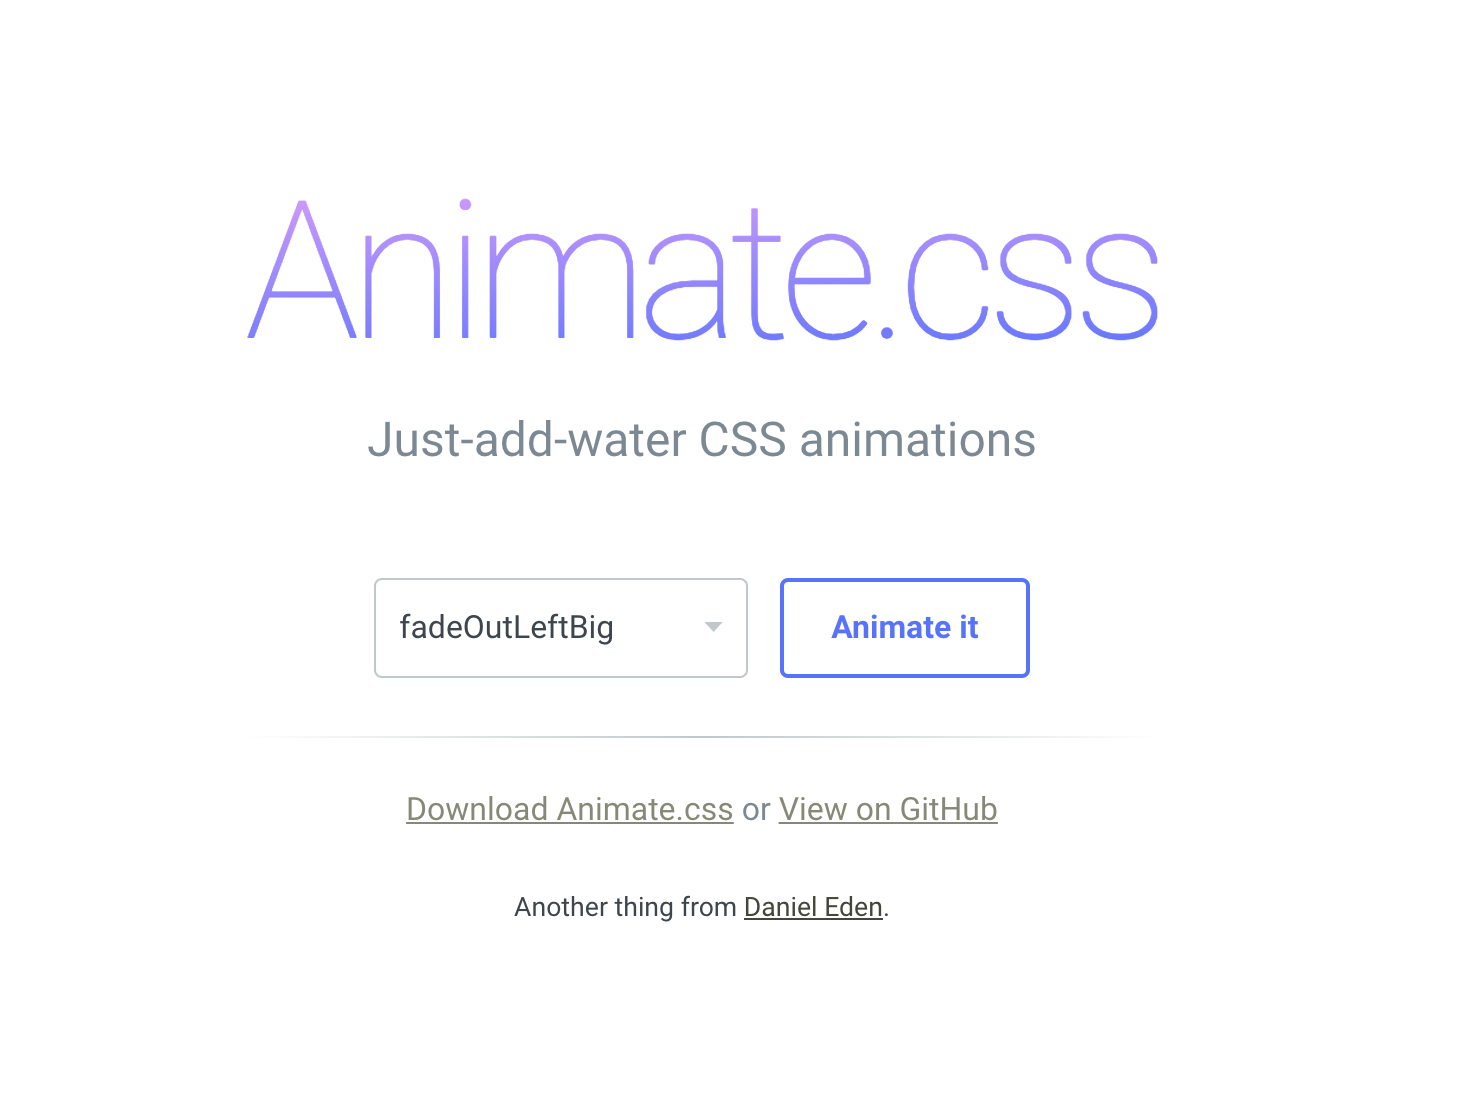 Animate.css
Just-add-water CSS animations
fadeOutLeftBig
Animate it
Download Animate.css or View on GitHub
Another thing from Daniel Eden.